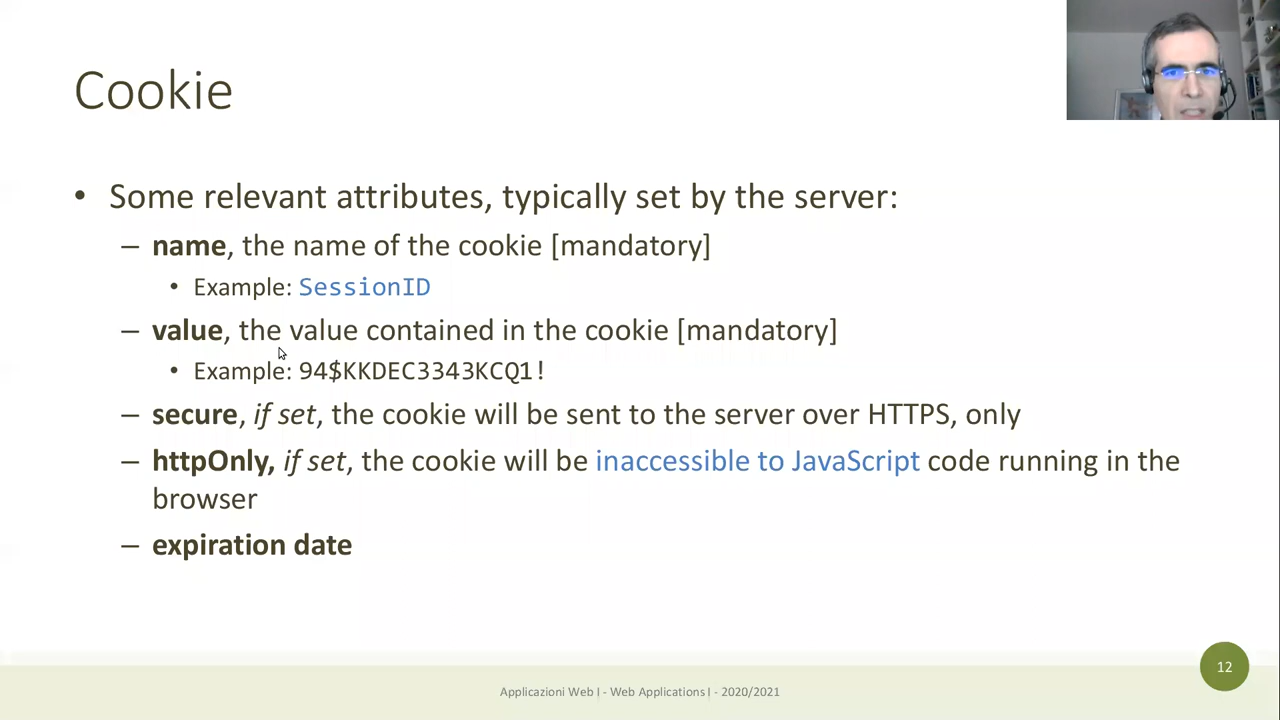 Cookie
• Some relevant attributes, typically set by the server:
– name, the name of the cookie [mandatory]
• Example: SessionID
– value, the value contained in the cookie [mandatory]
• Example: 94$KKDEC3343KCQ1!
– secure, if set, the cookie will be sent to the server over HTTPS, only
– httpOnly, if set, the cookie will be inaccessible to JavaScript code running in the
browser
– expiration date
12
Applicazioni Web I - Web Applications I - 2020/2021